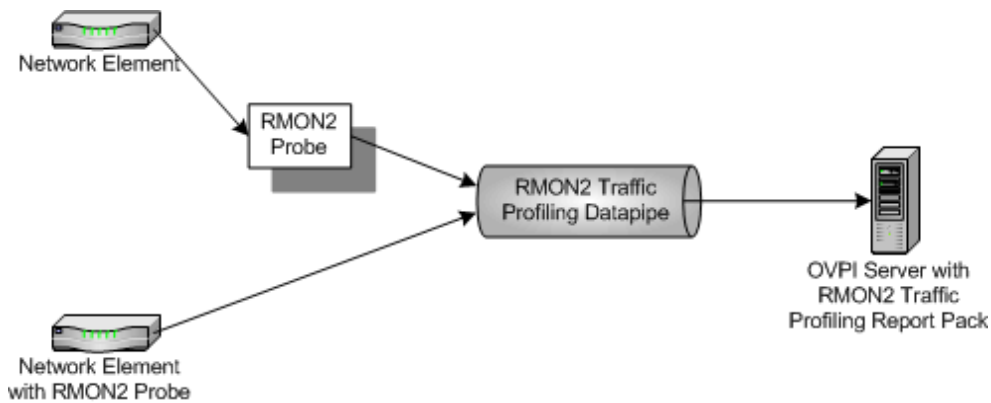 Network Element
RMON2
Probe
RMON2 Traffic
Profiling Datapipe
OVPI Server with
RMON2 Traffic
Profiling Report Pack
Network Element
with RMON2 Probe